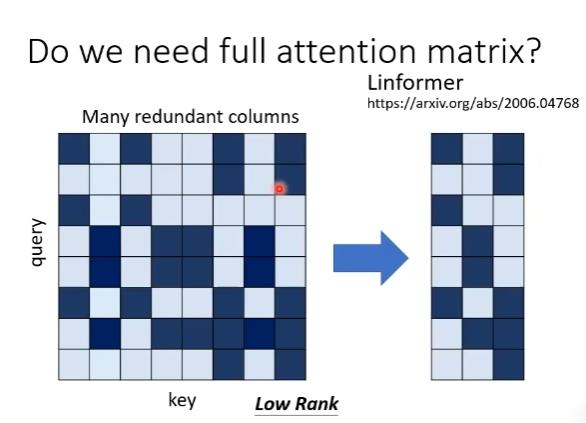 Do we need full attention matrix?
Linformer
https://arxiv.org/abs/2006.04768
Many redundant columns
query
key
Low Rank